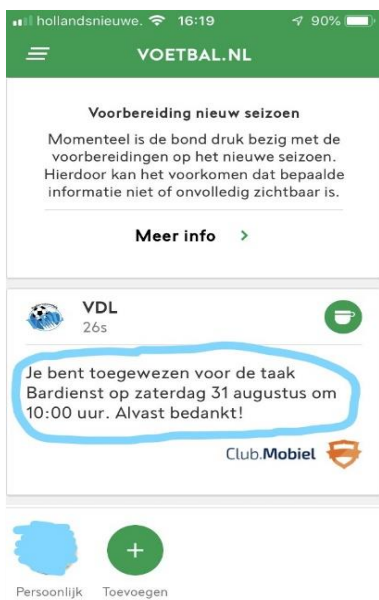 hollandsnieuwe. 16:19 90%
VOETBAL.NL
Voorbereiding nieuw seizoen
Momenteel is de bond druk bezig met de
voorbereidingen op het nieuwe seizoen.
Hierdoor kan het voorkomen dat bepaalde
informatie niet of onvolledig zichtbaar is.
Meer info >
VDL
26s
Je bent toegewezen voor de taak
Bardienst op zaterdag 31 augustus om
10:00 uur. Alvast bedankt!
Club.Mobiel
Persoonlijk Toevoegen